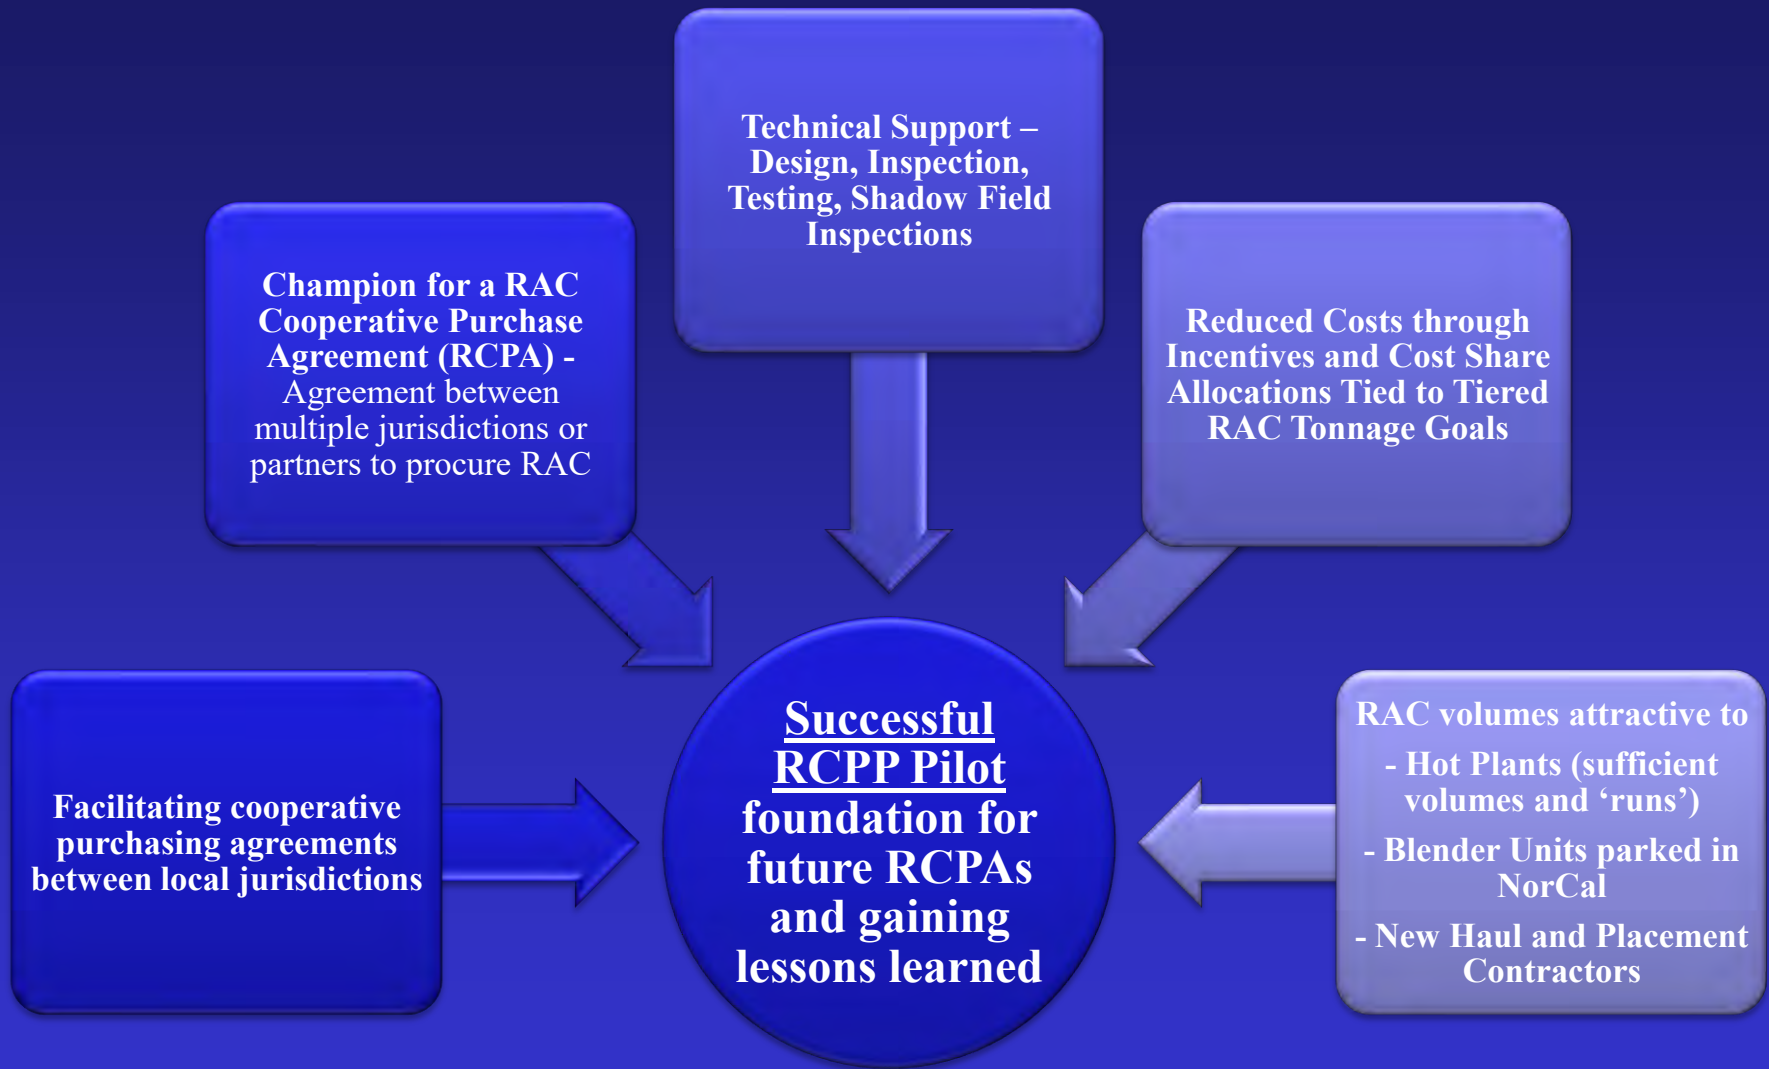 Technical Support –
Design, Inspection,
Testing, Shadow Field
Inspections
Champion for a RAC
Cooperative Purchase
Agreement (RCPA) -
Agreement between
multiple jurisdictions or
partners to procure RAC
Reduced Costs through
Incentives and Cost Share
Allocations Tied to Tiered
RAC Tonnage Goals
Facilitating cooperative
purchasing agreements
between local jurisdictions
Successful
RCPP Pilot
foundation for
future RCPAs
and gaining
lessons learned
RAC volumes attractive to
- Hot Plants (sufficient
volumes and ‘runs’)
- Blender Units parked in
NorCal
- New Haul and Placement
Contractors